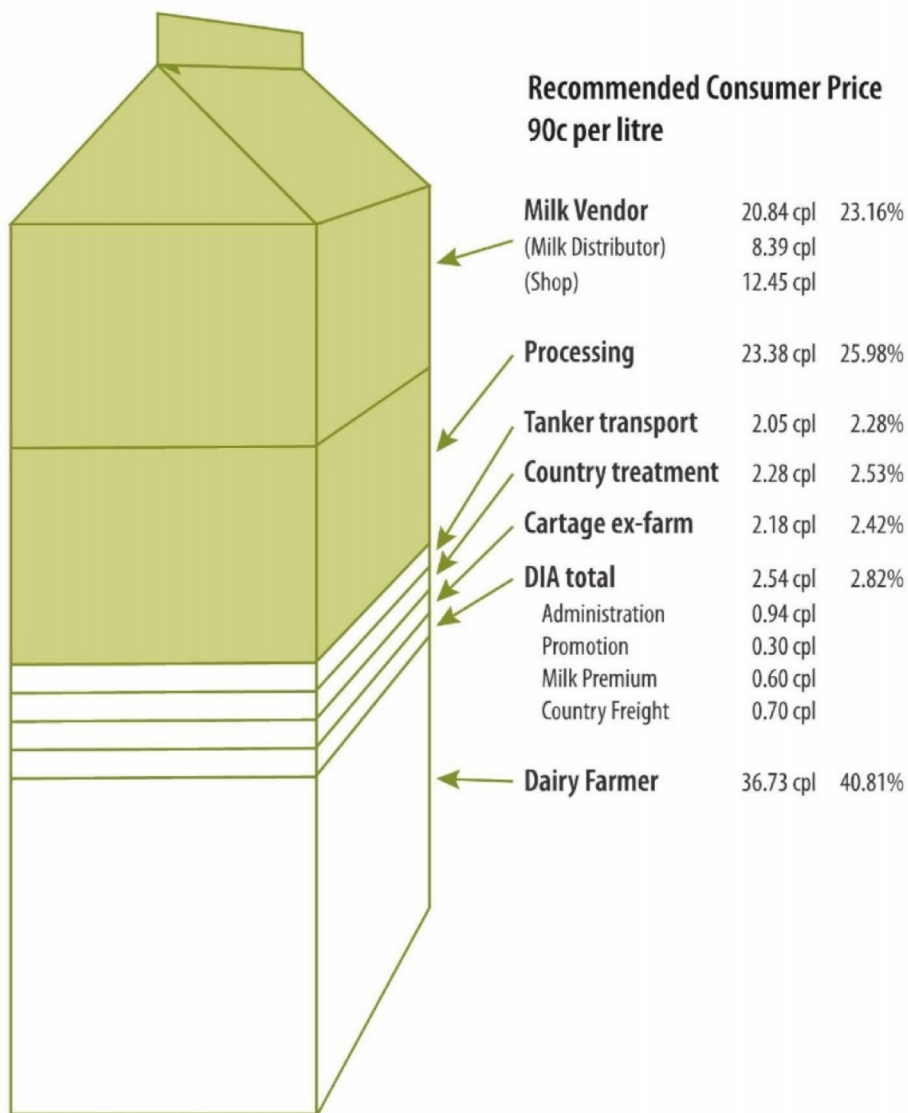 Recommended Consumer Price
90c per litre
Milk Vendor 20.84 cpl 23.16%
(Milk Distributor) 8.39 cpl
(Shop) 12.45 cpl
Processing 23.38 cpl 25.98%
Tanker transport 2.05 cpl 2.28%
Country treatment 2.28 cpl 2.53%
Cartage ex-farm 2.18 cpl 2.42%
DIA total 2.54 cpl 2.82%
Administration 0.94 cpl
Promotion 0.30 cpl
Milk Premium 0.60 cpl
Country Freight 0.70 cpl
Dairy Farmer 36.73 cpl 40.81%